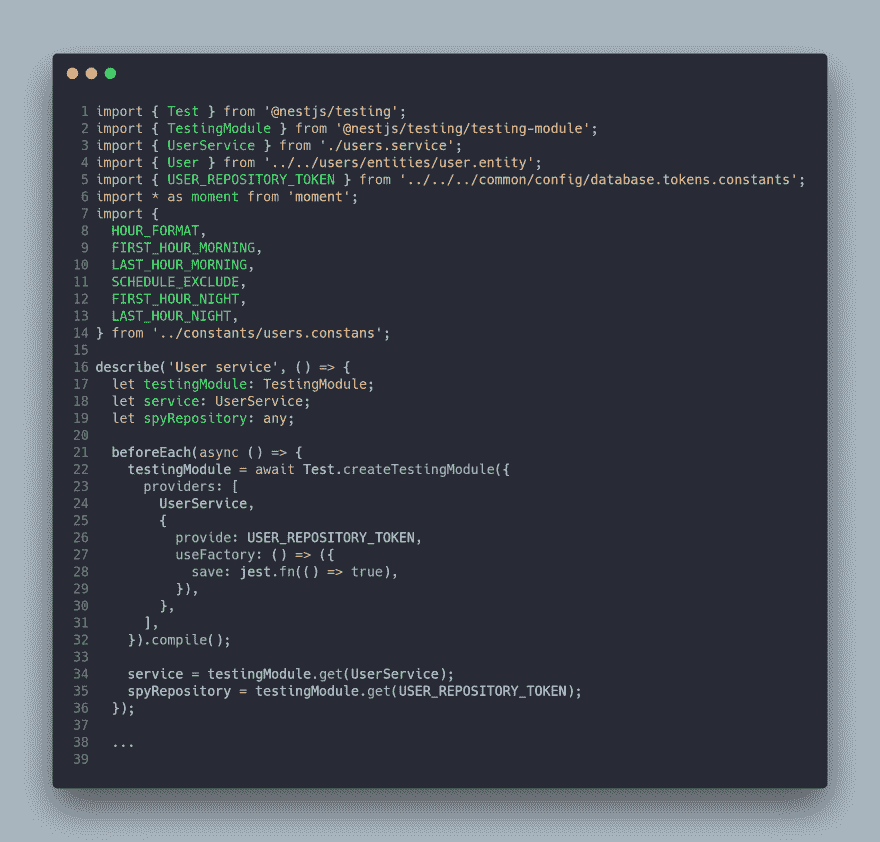 1 import { Test } from '@nestjs/testing';
2 import { TestingModule } from '@nestjs/testing/testing-module';
3 import { UserService } from './users.service';
4 import { User } from '../../users/entities/user.entity';
5 import { USER_REPOSITORY_TOKEN } from '../../../common/config/database.tokens.constants';
6 import * as moment from 'moment';
7 import {
8   HOUR_FORMAT,
9   FIRST_HOUR_MORNING,
10   LAST_HOUR_MORNING,
11   SCHEDULE_EXCLUDE,
12   FIRST_HOUR_NIGHT,
13   LAST_HOUR_NIGHT,
14 } from '../constants/users.constans';
15
16 describe('User service', () => {
17   let testingModule: TestingModule;
18   let service: UserService;
19   let spyRepository: any;
20
21   beforeEach(async () => {
22     testingModule = await Test.createTestingModule({
23       providers: [
24         UserService,
25         {
26           provide: USER_REPOSITORY_TOKEN,
27           useFactory: () => ({
28             save: jest.fn(() => true),
29           }),
30         },
31       ],
32     }).compile();
33
34     service = testingModule.get(UserService);
35     spyRepository = testingModule.get(USER_REPOSITORY_TOKEN);
36   });
37
38   ...
39